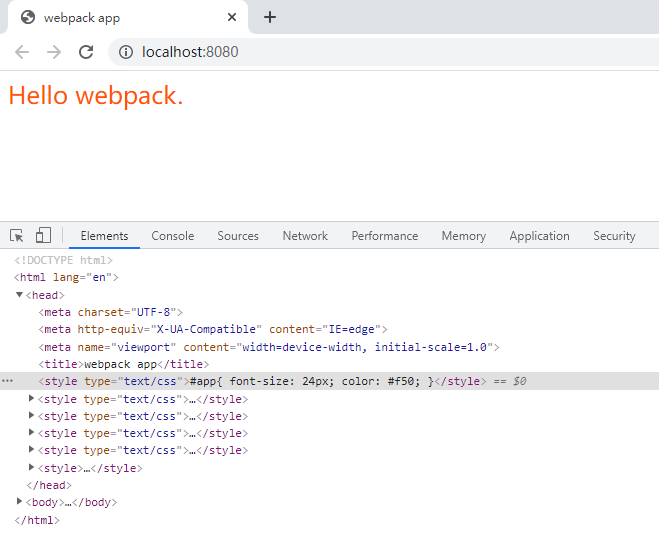 webpack app
localhost:8080
Hello webpack.
Elements Console Sources Network Performance Memory Application Security
<!DOCTYPE html>
<html lang="en">
<head>
<meta charset="UTF-8">
<meta http-equiv="X-UA-Compatible" content="IE=edge">
<meta name="viewport" content="width=device-width, initial-scale=1.0">
<title>webpack app</title>
<style type="text/css">#app{ font-size: 24px; color: #f50; }</style> == $0
<style type="text/css">…</style>
<style type="text/css">…</style>
<style type="text/css">…</style>
<style type="text/css">…</style>
<style>…</style>
</head>
<body>…</body>
</html>